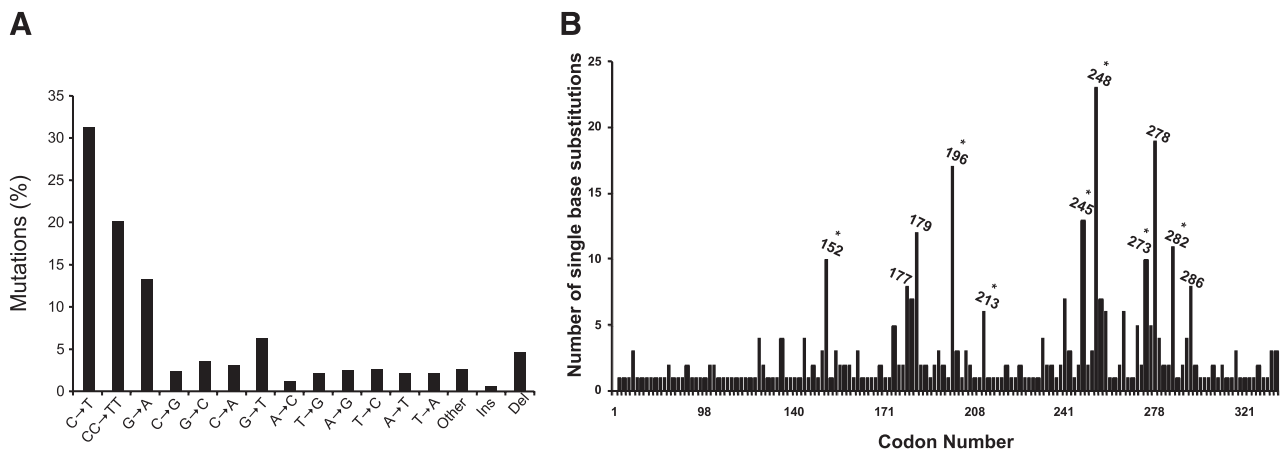 A
Mutations (%)
35
30
25
20
15
10
5
0
C→T
CC→TT
G→A
C→G
G→C
C→A
G→T
A→C
T→G
A→G
T→C
A→T
T→A
Other
Ins
Del
B
Number of single base substitutions
25
20
15
10
5
0
152*
177
179
196*
213*
245*
248*
273*
278
282*
286
1 98 140 171 208 241 278 321
Codon Number